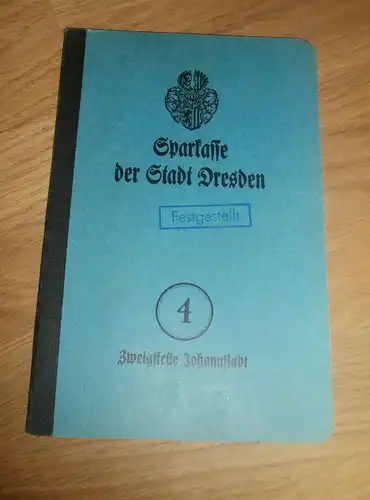 Sparkasse
der Stadt Dresden
Festgestellt
4
Zweigstelle Johannstadt